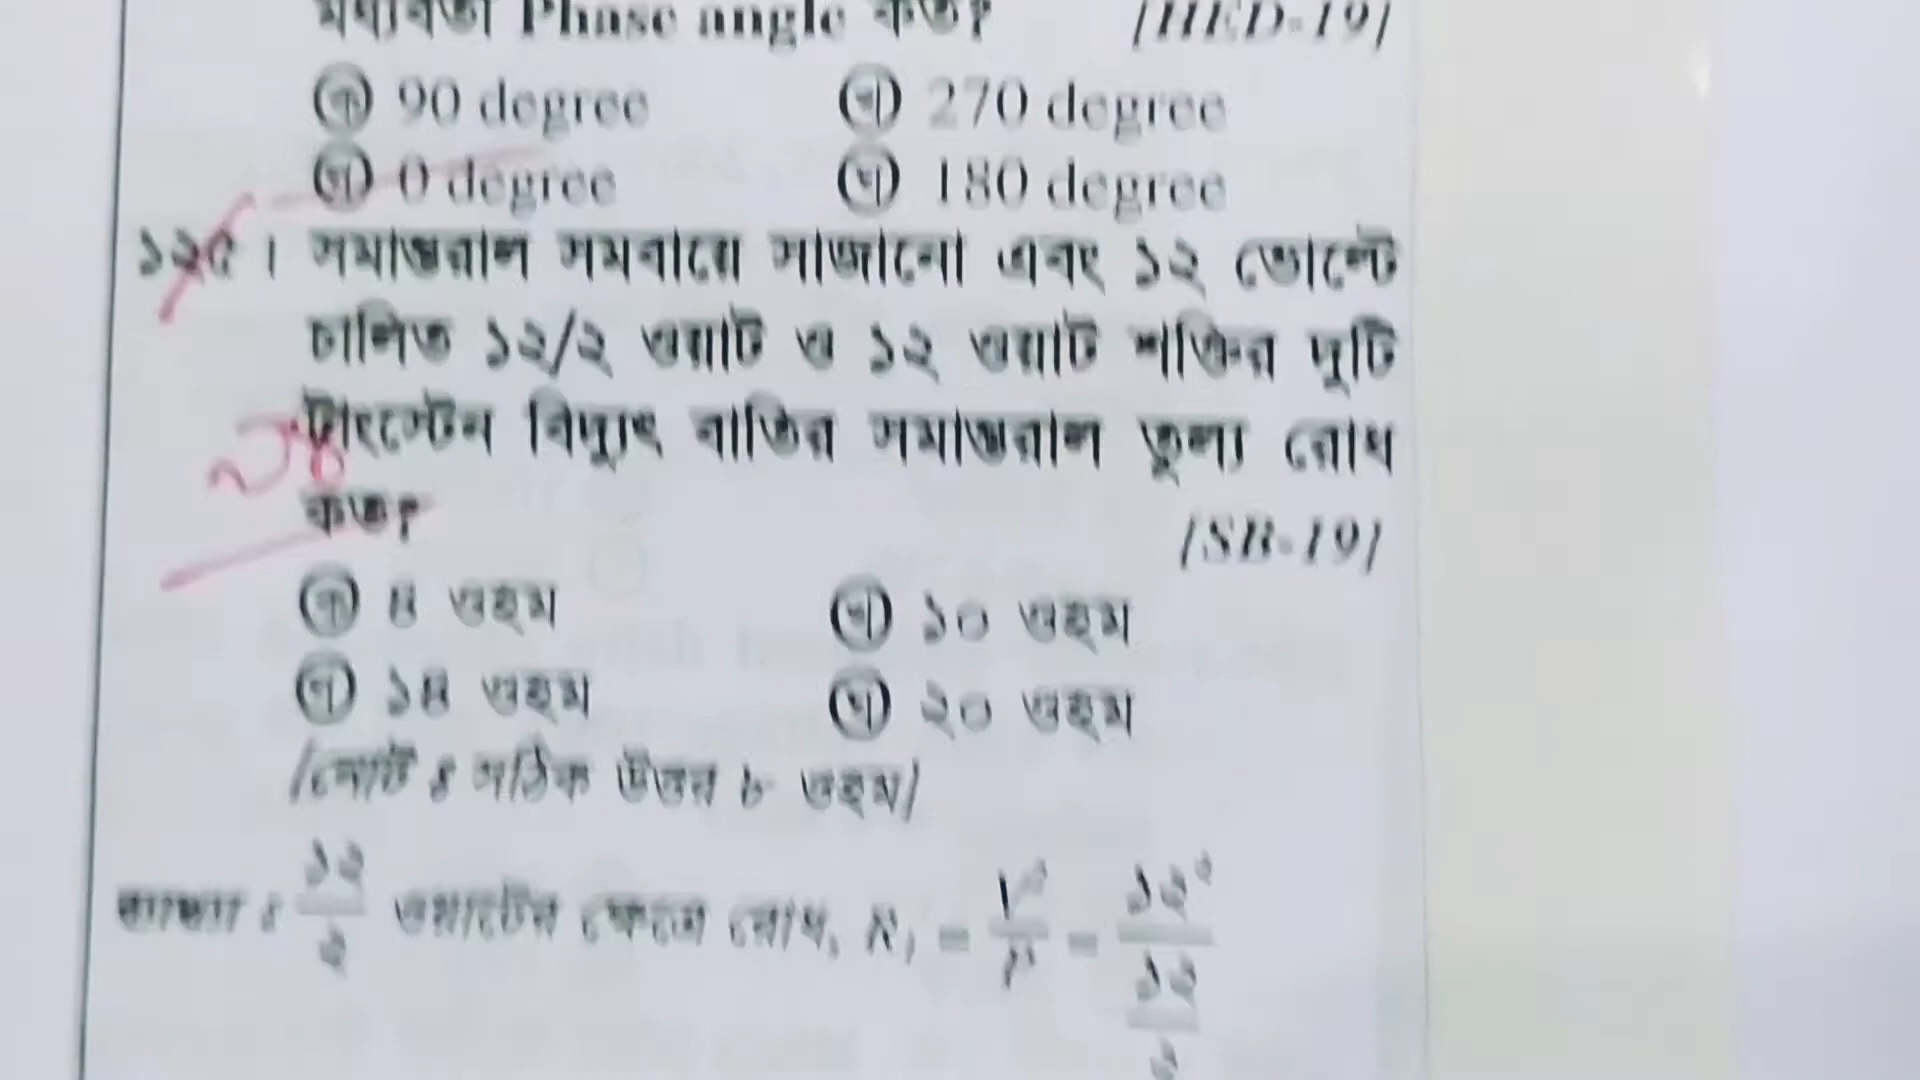 মধ্যবর্তী Phase angle কত? [HED-19]
ক 90 degree খ 270 degree
গ 0 degree ঘ 180 degree
১২৫। সমান্তরাল সমবায়ে সাজানো এবং ১২ ভোল্টে
চালিত ১২/২ ওয়াট ও ১২ ওয়াট শক্তির দুটি
ট্রাংস্টেন বিদ্যুৎ বাতির সমান্তরাল তুল্য রোধ
কত? [SB-19]
ক ৪ ওহম খ ১০ ওহম
গ ১৪ ওহম ঘ ২০ ওহম
[নোট ঃ সঠিক উত্তর ৮ ওহম]
ব্যাখ্যা ঃ ১২/২ ওয়াটের ক্ষেত্রে রোধ, R₁ = V²/P = ১২²/(১২/২)